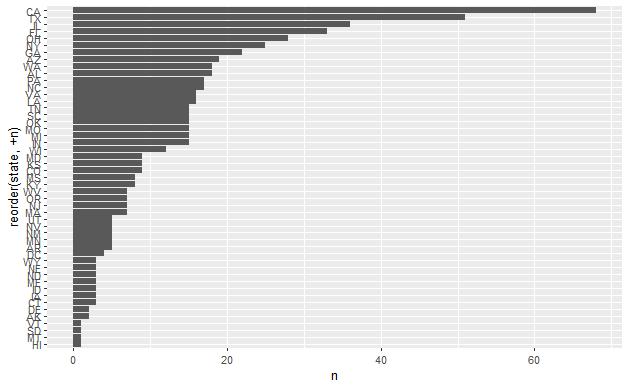 CA
TX
IL
FL
OH
NY
GA
AZ
WA
AL
PA
NC
VA
LA
TN
SC
OK
MO
MI
IN
WI
MD
KS
CO
MS
KY
WV
OR
NJ
MA
UT
NV
NM
MN
AR
DC
WY
NE
ND
ME
ID
IA
CT
DE
AK
VT
SD
MT
HI
reorder(state, +n)
0 20 40 60
n